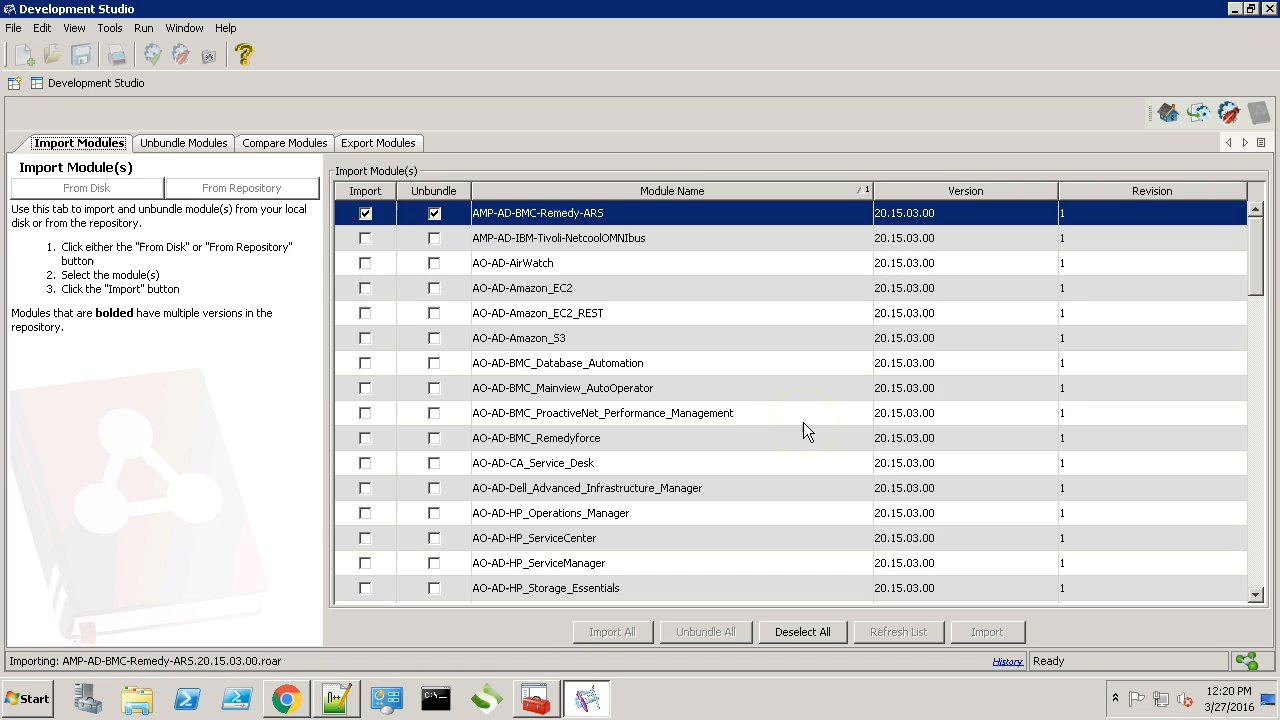 Development Studio
File Edit View Tools Run Window Help
Development Studio
Import Modules Unbundle Modules Compare Modules Export Modules
Import Module(s)
From Disk From Repository
Use this tab to import and unbundle module(s) from your local
disk or from the repository.
1. Click either the "From Disk" or "From Repository"
button
2. Select the module(s)
3. Click the "Import" button
Modules that are bolded have multiple versions in the
repository.
Import Module(s)
Import Unbundle Module Name 1 Version Revision
AMP-AD-BMC-Remedy-ARS 20.15.03.00 1
AMP-AD-IBM-Tivoli-NetcoolOMNIbus 20.15.03.00 1
AO-AD-AirWatch 20.15.03.00 1
AO-AD-Amazon_EC2 20.15.03.00 1
AO-AD-Amazon_EC2_REST 20.15.03.00 1
AO-AD-Amazon_S3 20.15.03.00 1
AO-AD-BMC_Database_Automation 20.15.03.00 1
AO-AD-BMC_Mainview_AutoOperator 20.15.03.00 1
AO-AD-BMC_ProactiveNet_Performance_Management 20.15.03.00 1
AO-AD-BMC_Remedyforce 20.15.03.00 1
AO-AD-CA_Service_Desk 20.15.03.00 1
AO-AD-Dell_Advanced_Infrastructure_Manager 20.15.03.00 1
AO-AD-HP_Operations_Manager 20.15.03.00 1
AO-AD-HP_ServiceCenter 20.15.03.00 1
AO-AD-HP_ServiceManager 20.15.03.00 1
AO-AD-HP_Storage_Essentials 20.15.03.00 1
Import All Unbundle All Deselect All Refresh List Import
Importing: AMP-AD-BMC-Remedy-ARS.20.15.03.00.roar History Ready
Start 12:20 PM
3/27/2016